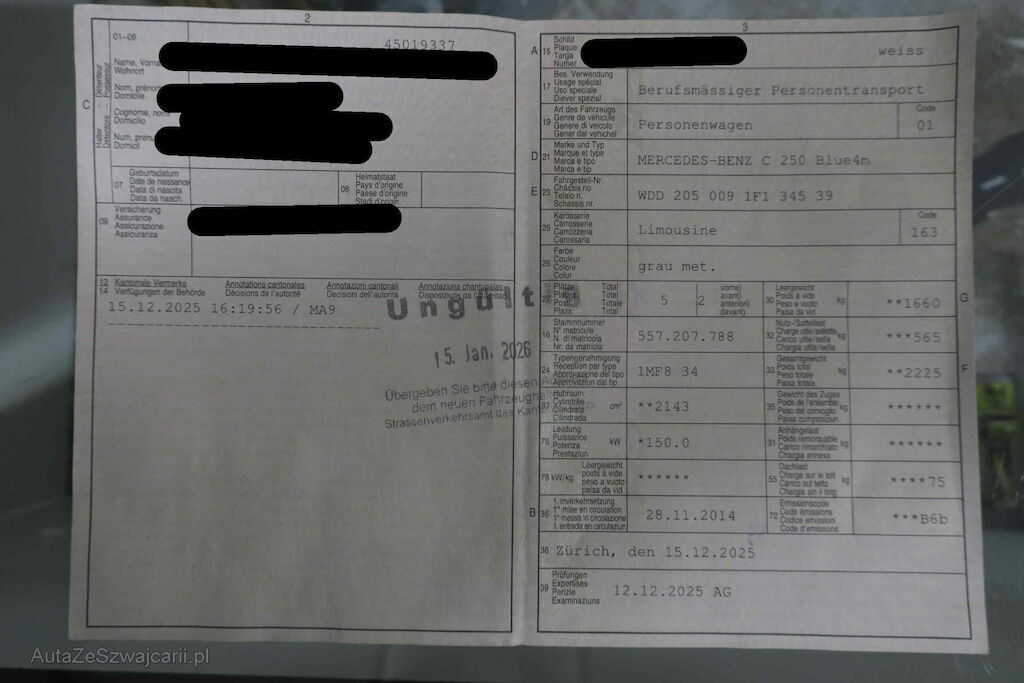 2
01-06
45019337
Name, Vorna
Wohnort
Nom, prénom
Domicile
Cognome, nom
Domicilio
Num, prenu
Domicil
C
Halter Détenteur
Detentore Possessur
07
Geburtsdatum
Date de naissance
Data di nascita
Data da nasch.
08
Heimatstaat
Pays d'origine
Paese d'origine
Stadi d'origin
09
Versicherung
Assurance
Assicurazione
Assicuranza
13 Kantonale Vermerke Annotations cantonales Annotazioni cantonali Annotaziuns chantunalas
14 Verfügungen der Behörde Décisions de l'autorité Decisioni dell'autorità Disposiziuns da l'autoritad
15.12.2025 16:19:56 / MA9
Ungült
15. Jan. 2026
Übergeben Sie bitte diesen
dem neuen Fahrzeugha
Strassenverkehrsamt des Kant
3
A 15
Schild
Plaque
Targa
Numer
weiss
17
Bes. Verwendung
Usage spécial
Uso speciale
Diever spezial
Berufsmässiger Personentransport
19
Art des Fahrzeugs
Genre de véhicule
Genere di veicolo
Gener dal vehichel
Personenwagen
Code
01
D 21
Marke und Typ
Marque et type
Marca e tipo
Marca e tip
MERCEDES-BENZ C 250 Blue4m
E 23
Fahrgestell-Nr.
Châssis no
Telaio n.
Schassis nr.
WDD 205 009 1F1 345 39
25
Karosserie
Carrosserie
Carrozzeria
Carossaria
Limousine
Code
163
26
Farbe
Couleur
Colore
Colur
grau met.
27
Plätze Total
Places Total
Posti Totale
Plazs: Total
5
(2
vorne)
avant)
anteriori)
davant)
G
30
Leergewicht
Poids à vide
Peso a vuoto
Paisa da vid
kg
**1660
18
Stammnummer
N° matricule
N. di matricola
Nr. da matricla
557.207.788
32
Nutz-/Sattellast
Charge utile/sellette
Carico utile/sella
Chargia utila/sella
kg
***565
24
Typengenehmigung
Réception par type
Approvazione del tipo
Approvaziun dal tip
1MF8 34
F
33
Gesamtgewicht
Poids total
Peso totale
Paisa totala
kg
**2225
37
Hubraum
Cylindrée
Cilindrata
Cilindrada
cm³
**2143
35
Gewicht des Zuges
Poids de l'ensemble
Peso del convoglio
Paisa cumposiziun
kg
******
76
Leistung
Puissance
Potenza
Prestaziun
kW
*150.0
31
Anhängelast
Poids remorquable
Carico rimorchiato
Chargia annexa
kg
******
78 kW/kg
Leergewicht
poids à vide
peso a vuoto
paisa da vid
******
55
Dachlast
Charge sur le toit
Carico sul tetto
Chargia sin il tetg
kg
****75
B 36
1. Inverkehrsetzung
1re mise en circulation
1a messa in circolazione
1. entrada en circulaziun
28.11.2014
72
Emissionscode
Code émissions
Codice emissioni
Code d'emissiuns
***B6b
38 Zürich, den 15.12.2025
39
Prüfungen
Expertises
Perizie
Examinaziuns
12.12.2025 AG
AutaZeSzwajcarii.pl